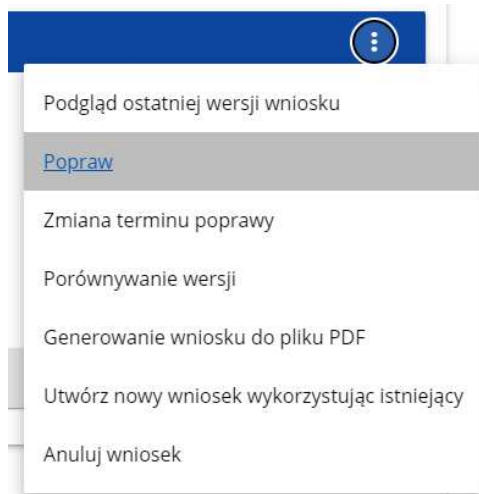 Podgląd ostatniej wersji wniosku
Popraw
Zmiana terminu poprawy
Porównywanie wersji
Generowanie wniosku do pliku PDF
Utwórz nowy wniosek wykorzystując istniejący
Anuluj wniosek